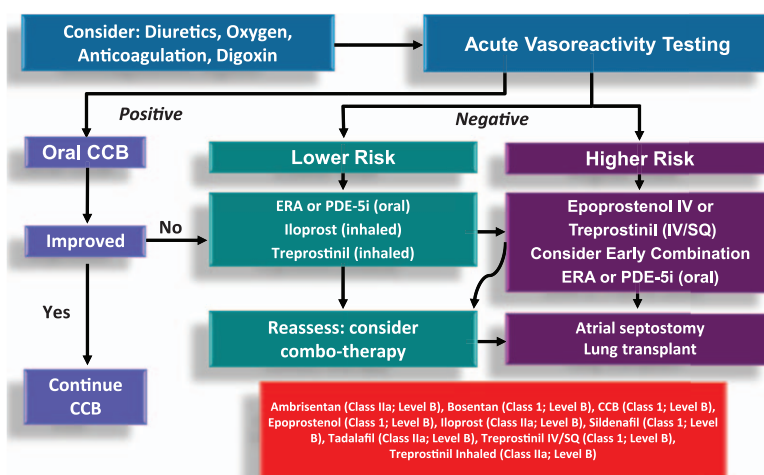 Consider: Diuretics, Oxygen,
Anticoagulation, Digoxin
Acute Vasoreactivity Testing
Positive
Negative
Oral CCB
Lower Risk
Higher Risk
ERA or PDE-5i (oral)
Iloprost (inhaled)
Treprostinil (inhaled)
Epoprostenol IV or
Treprostinil (IV/SQ)
Consider Early Combination
ERA or PDE-5i (oral)
Improved
No
Yes
Reassess: consider
combo-therapy
Atrial septostomy
Lung transplant
Continue
CCB
Ambrisentan (Class IIa; Level B), Bosentan (Class 1; Level B), CCB (Class 1; Level B),
Epoprostenol (Class 1; Level B), Iloprost (Class IIa; Level B), Sildenafil (Class 1; Level
B), Tadalafil (Class IIa; Level B), Treprostinil IV/SQ (Class 1; Level B),
Treprostinil Inhaled (Class IIa; Level B)